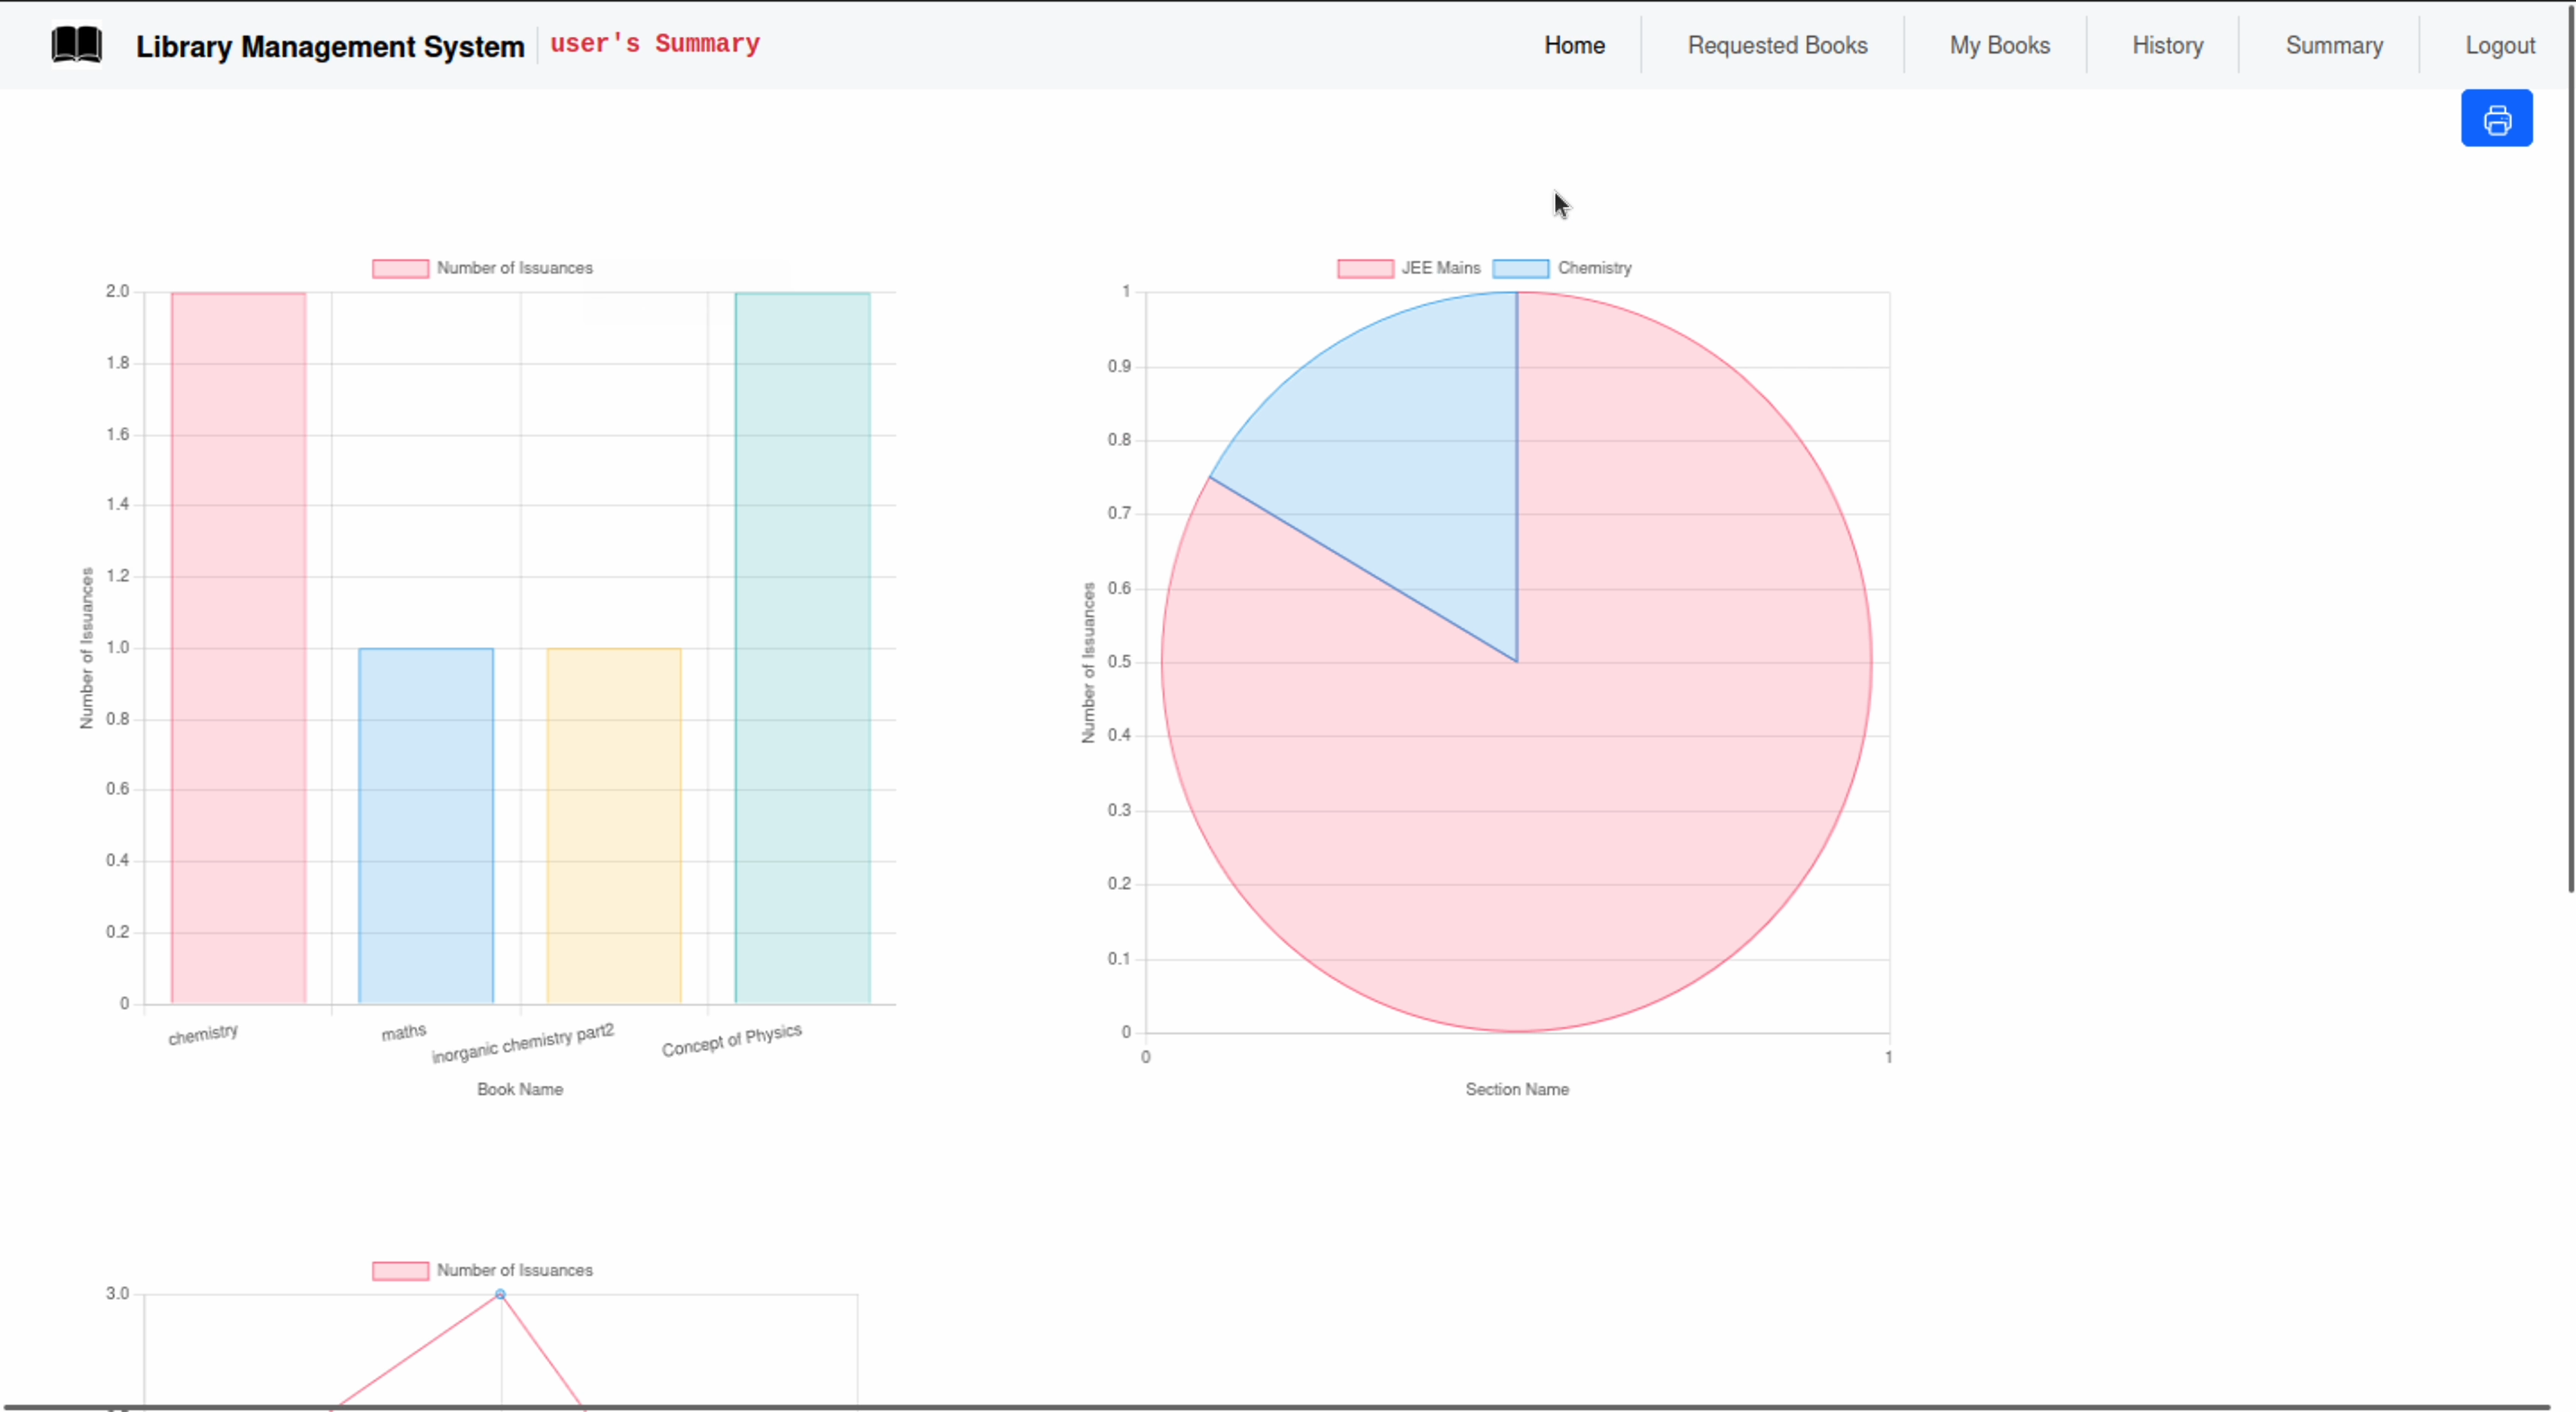 Library Management System user's Summary Home Requested Books My Books History Summary Logout
Number of Issuances
2.0
1.8
1.6
1.4
1.2
1.0
0.8
0.6
0.4
0.2
0
Number of Issuances
chemistry maths inorganic chemistry part2 Concept of Physics
Book Name
JEE Mains Chemistry
1
0.9
0.8
0.7
0.6
0.5
0.4
0.3
0.2
0.1
0
Number of Issuances
0 1
Section Name
Number of Issuances
3.0